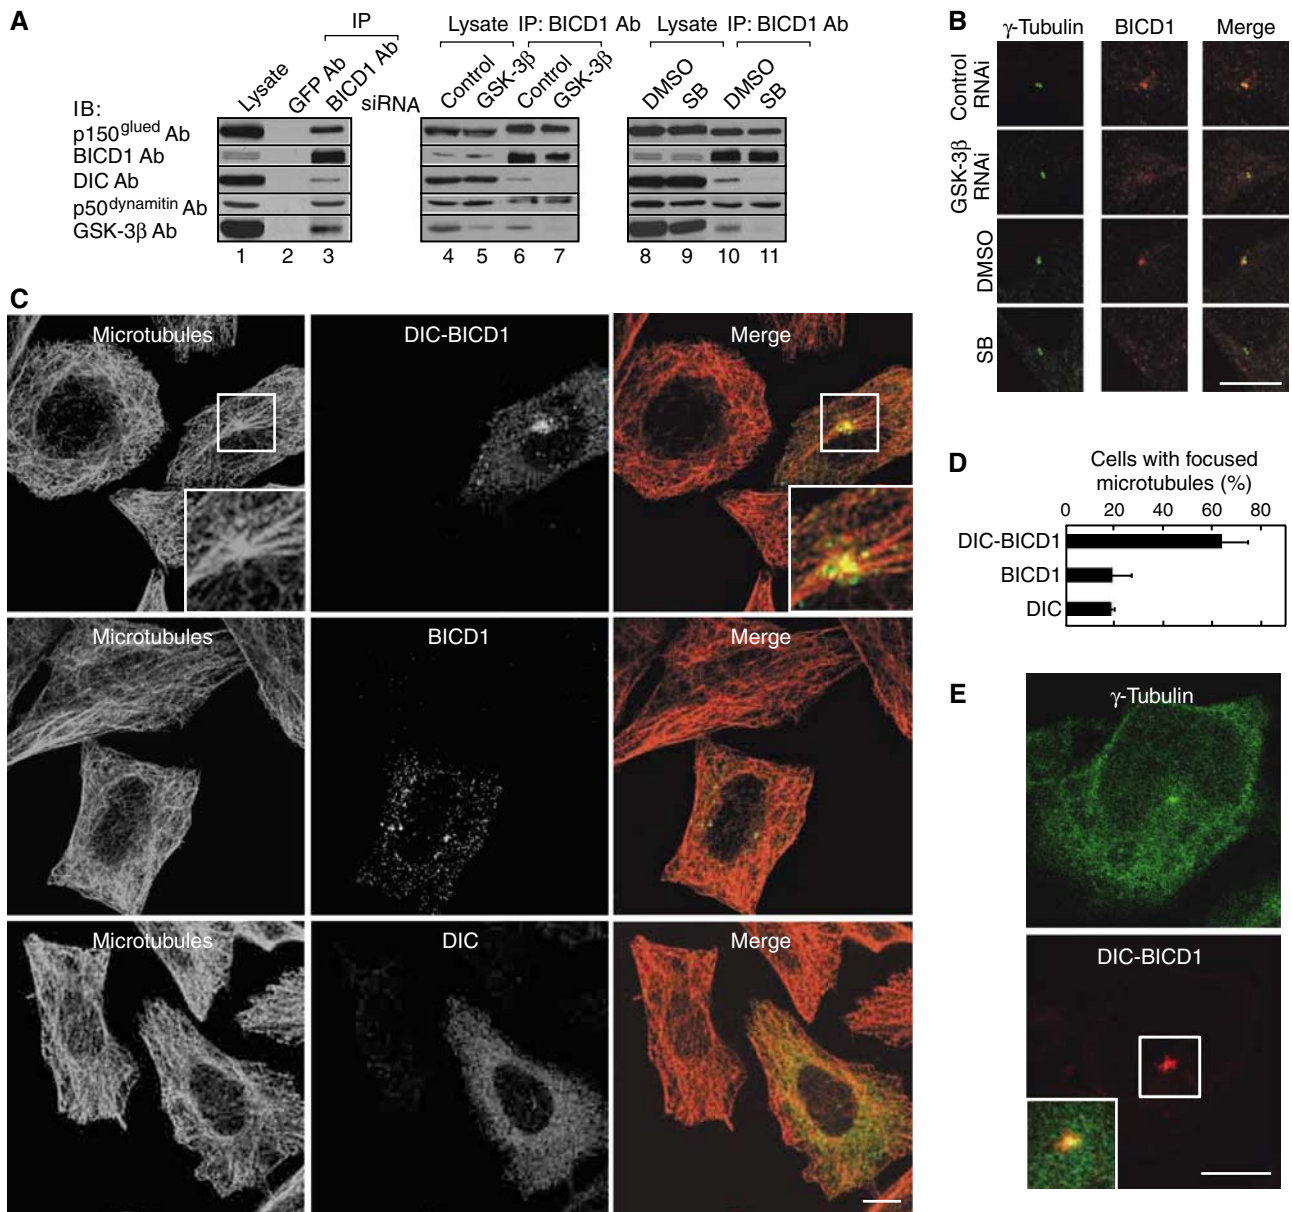 A
IP
Lysate
GFP Ab
BICD1 Ab
siRNA
Lysate IP: BICD1 Ab
Control
GSK-3β
Control
GSK-3β
Lysate IP: BICD1 Ab
DMSO
SB
DMSO
SB
IB:
p150glued Ab
BICD1 Ab
DIC Ab
p50dynamitin Ab
GSK-3β Ab
1 2 3 4 5 6 7 8 9 10 11
B
γ-Tubulin BICD1 Merge
Control RNAi
GSK-3β RNAi
DMSO
SB
C
Microtubules DIC-BICD1 Merge
Microtubules BICD1 Merge
Microtubules DIC Merge
D
Cells with focused
microtubules (%)
0 20 40 60 80
DIC-BICD1
BICD1
DIC
E
γ-Tubulin
DIC-BICD1